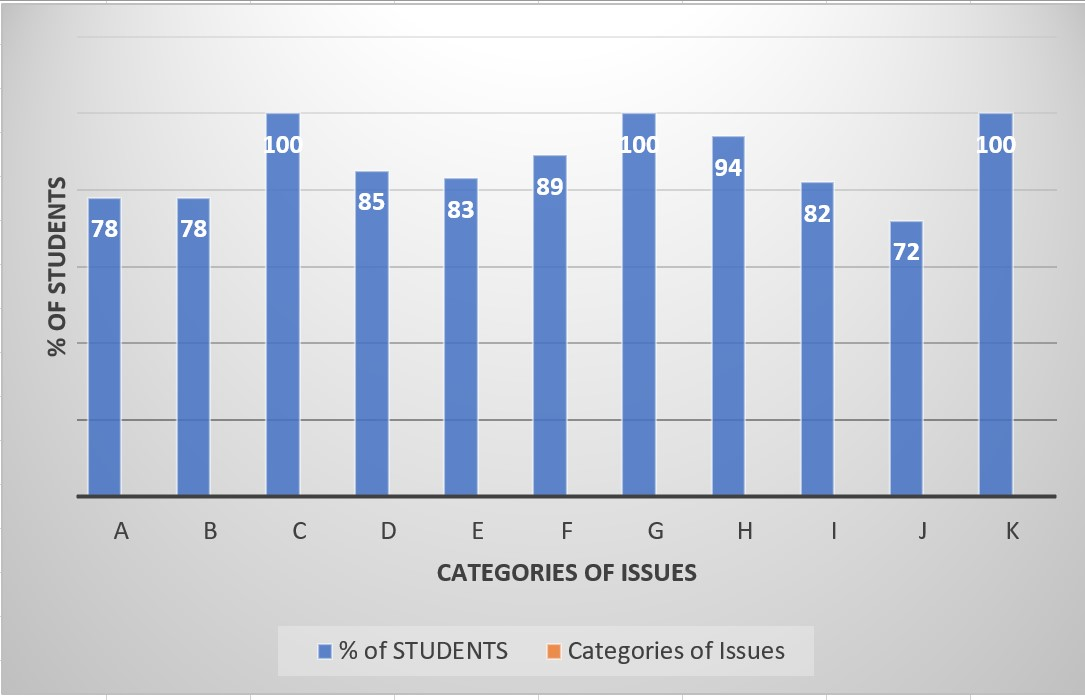 % OF STUDENTS
78 78 100 85 83 89 100 94 82 72 100
A B C D E F G H I J K
CATEGORIES OF ISSUES
% of STUDENTS Categories of Issues